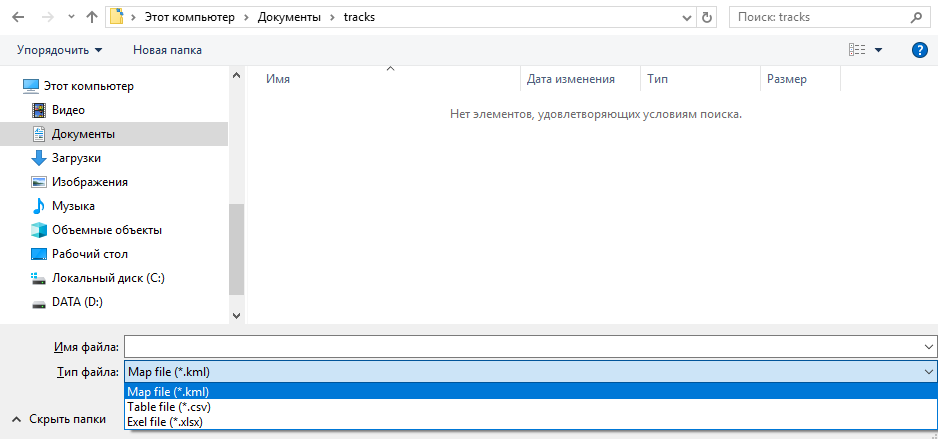 Этот компьютер Документы tracks Поиск: tracks
Упорядочить Новая папка ?
Имя Дата изменения Тип Размер
Нет элементов, удовлетворяющих условиям поиска.
Этот компьютер
Видео
Документы
Загрузки
Изображения
Музыка
Объемные объекты
Рабочий стол
Локальный диск (C:)
DATA (D:)
Имя файла:
Тип файла: Map file (*.kml)
Map file (*.kml)
Table file (*.csv)
Exel file (*.xlsx)
Скрыть папки